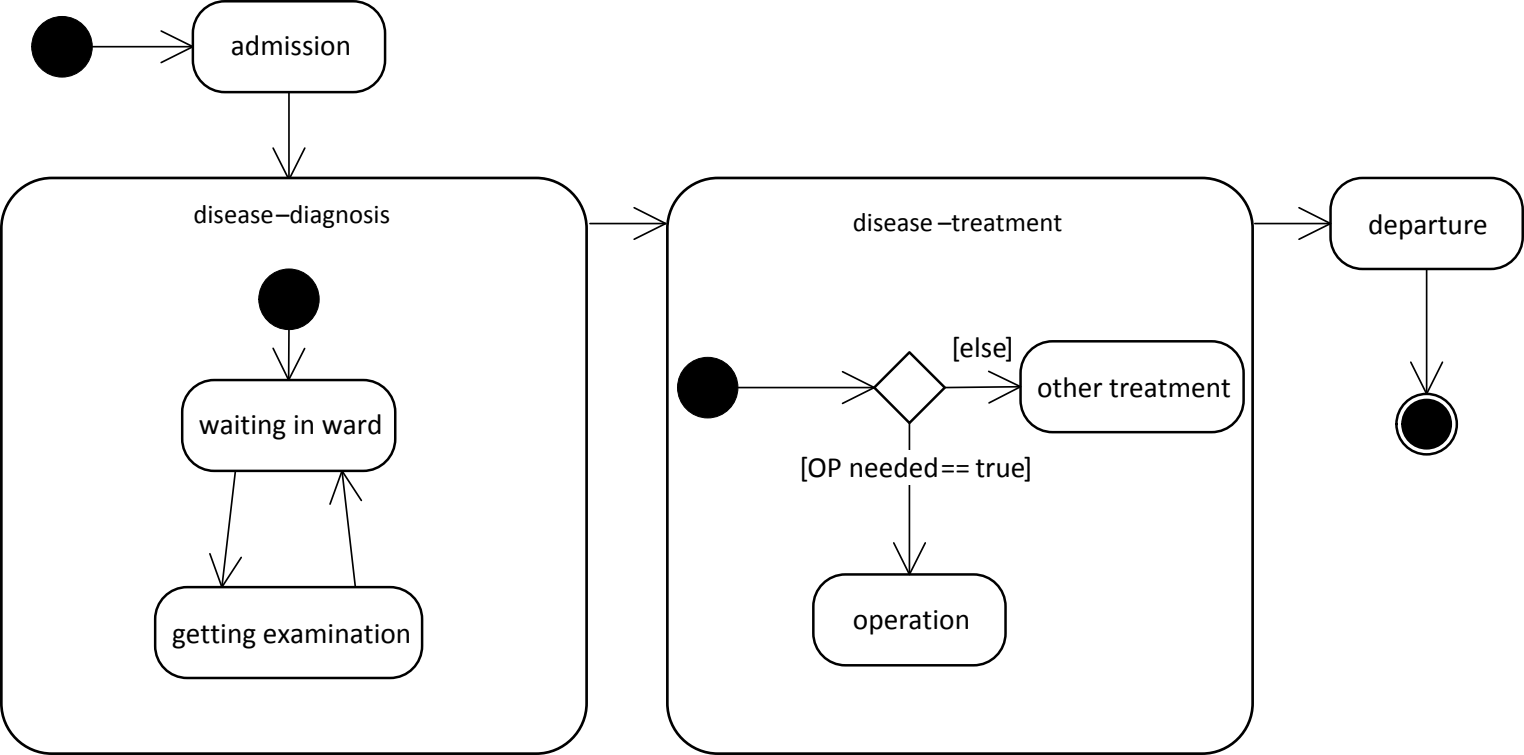 admission
disease–diagnosis
disease–treatment
departure
[else]
other treatment
waiting in ward
[OP needed== true]
getting examination
operation